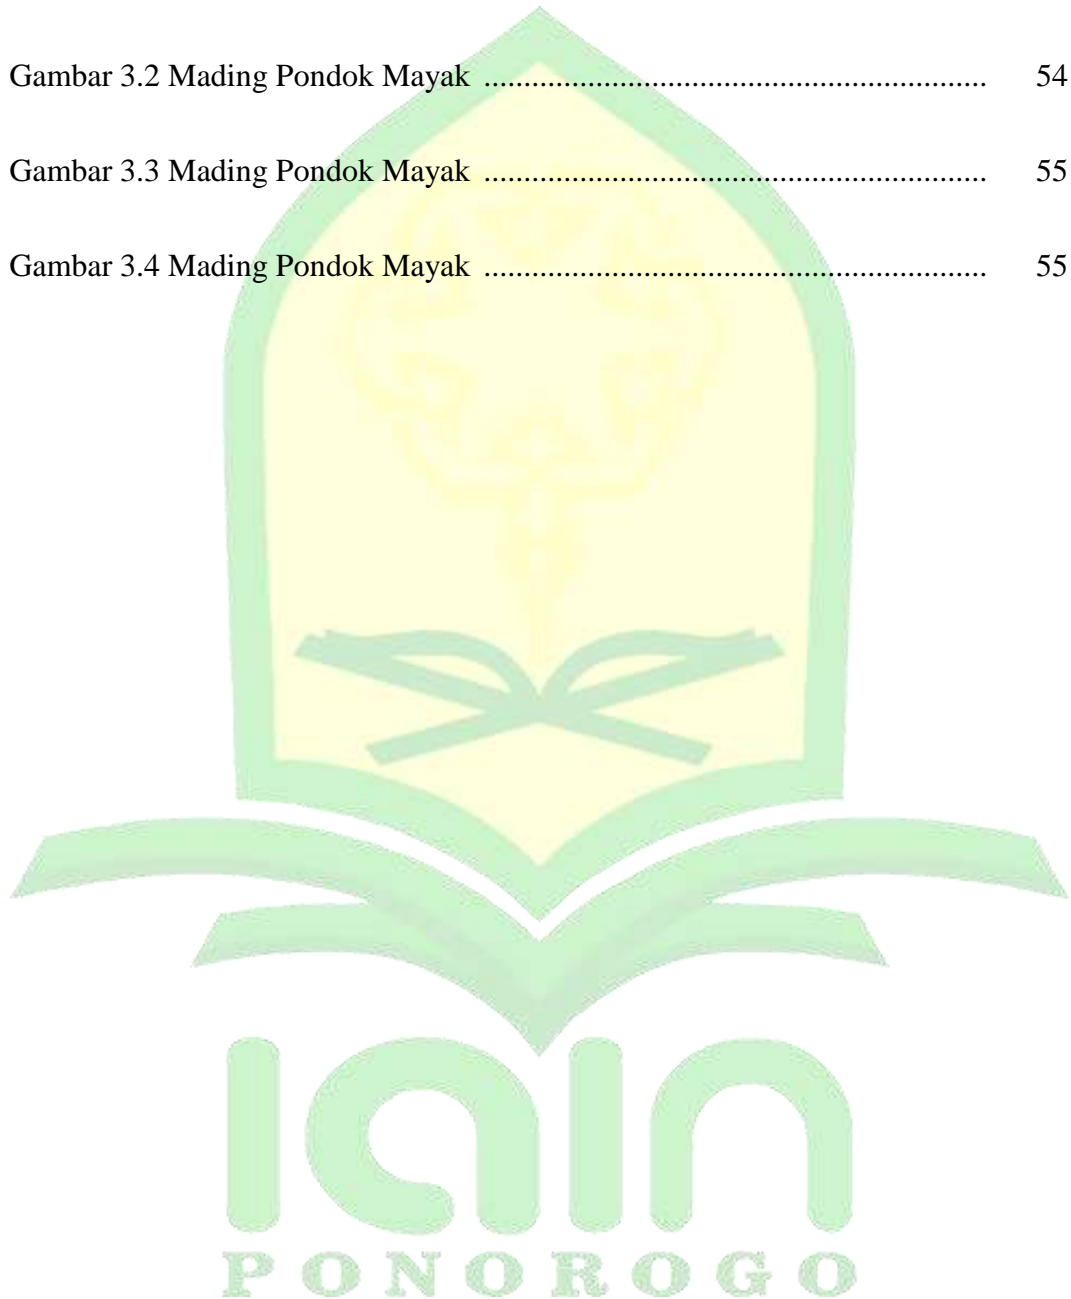 Gambar 3.2 Mading Pondok Mayak ................................................................ 54
Gambar 3.3 Mading Pondok Mayak ................................................................ 55
Gambar 3.4 Mading Pondok Mayak ................................................................ 55
IAIN
PONOROGO